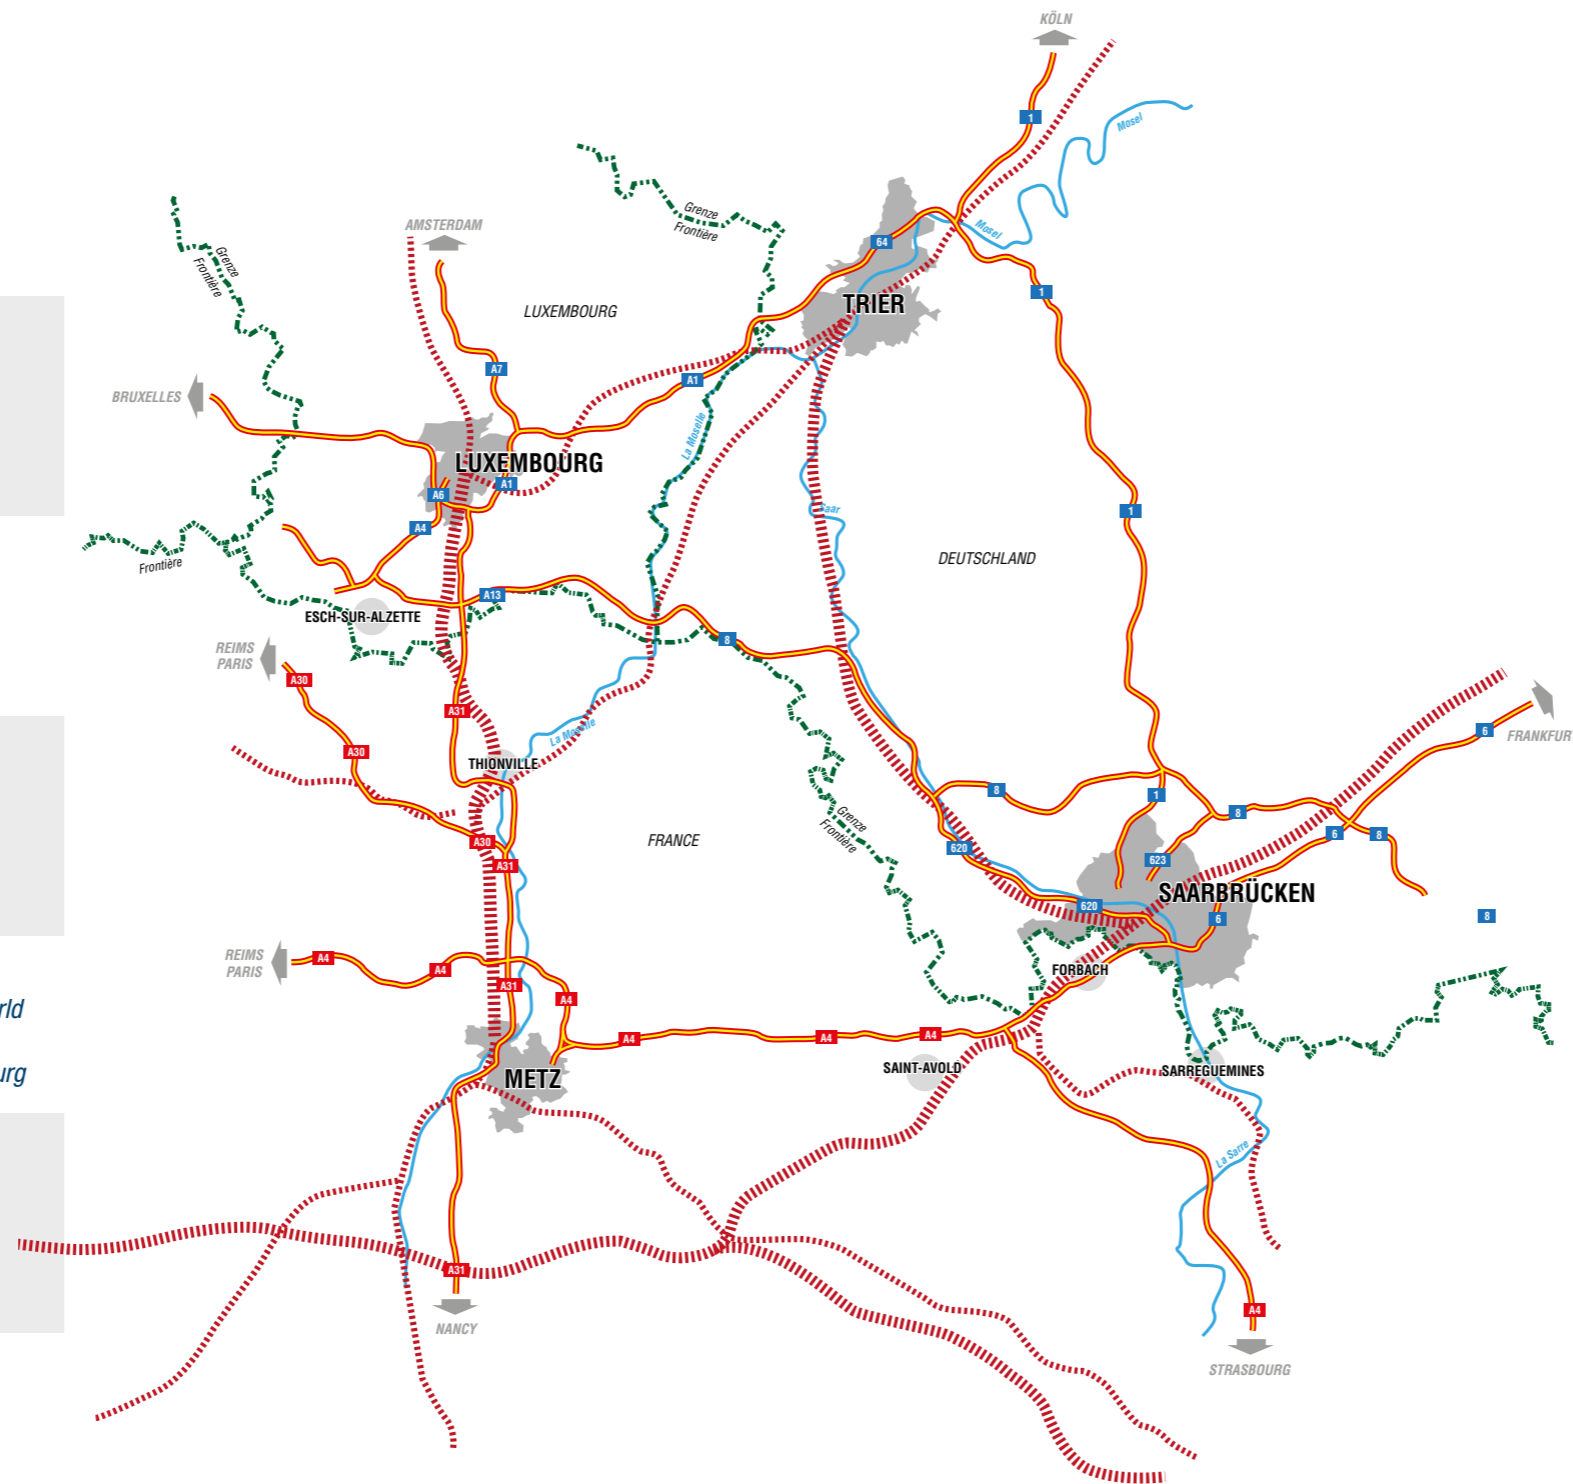 KÖLN
1
Mosel
Grenze
Frontière
AMSTERDAM
Mosel
64
Grenze
Frontière
1
LUXEMBOURG
TRIER
A7
A1
BRUXELLES
La Moselle
LUXEMBOURG
A1
A6
A4
Saar
1
DEUTSCHLAND
Frontière
A13
ESCH-SUR-ALZETTE
8
REIMS
PARIS
A30
A31
La Moselle
6
FRANKFUR
A30
THIONVILLE
8
1
8
Grenze
Frontière
FRANCE
A30
A31
620
623
6
8
SAARBRÜCKEN
620
6
8
REIMS
PARIS
A4
A4
A31
A4
FORBACH
rld
A4
A4
A4
SAINT-AVOLD
SARREGUEMINES
urg
METZ
La Sarre
A31
A4
NANCY
STRASBOURG